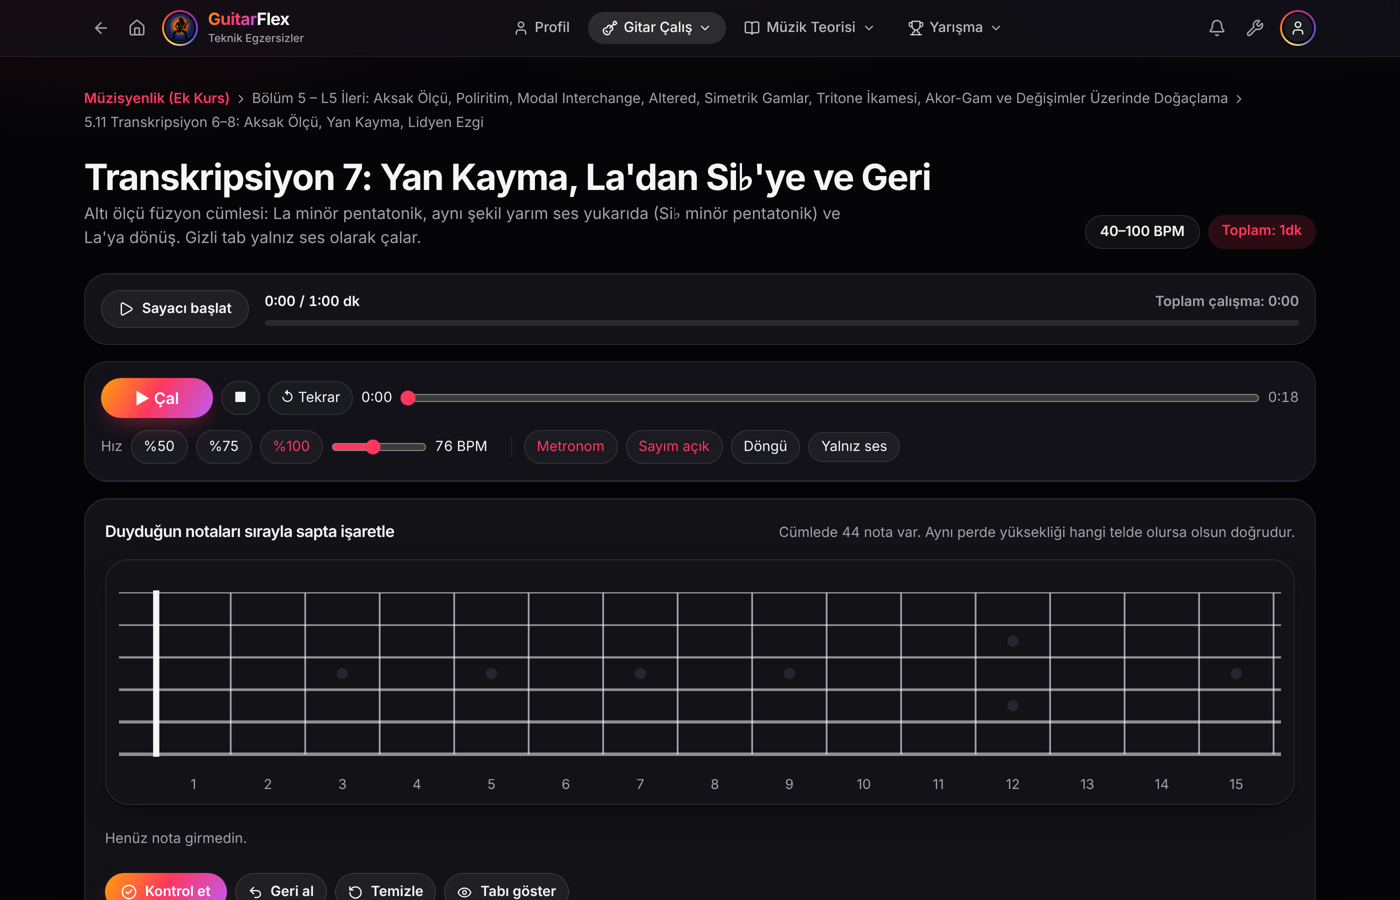 GuitarFlex
Teknik Egzersizler
Profil
Gitar Çalış
Müzik Teorisi
Yarışma
Müzisyenlik (Ek Kurs) › Bölüm 5 – L5 İleri: Aksak Ölçü, Poliritim, Modal Interchange, Altered, Simetrik Gamlar, Tritone İkamesi, Akor-Gam ve Değişimler Üzerinde Doğaçlama ›
5.11 Transkripsiyon 6–8: Aksak Ölçü, Yan Kayma, Lidyen Ezgi
Transkripsiyon 7: Yan Kayma, La'dan Si♭'ye ve Geri
Altı ölçü füzyon cümlesi: La minör pentatonik, aynı şekil yarım ses yukarıda (Si♭ minör pentatonik) ve
La'ya dönüş. Gizli tab yalnız ses olarak çalar.
40–100 BPM
Toplam: 1dk
Sayacı başlat
0:00 / 1:00 dk
Toplam çalışma: 0:00
Çal
Tekrar
0:00
0:18
Hız
%50
%75
%100
76 BPM
Metronom
Sayım açık
Döngü
Yalnız ses
Duyduğun notaları sırayla sapta işaretle
Cümlede 44 nota var. Aynı perde yüksekliği hangi telde olursa olsun doğrudur.
1 2 3 4 5 6 7 8 9 10 11 12 13 14 15
Henüz nota girmedin.
Kontrol et
Geri al
Temizle
Tabı göster